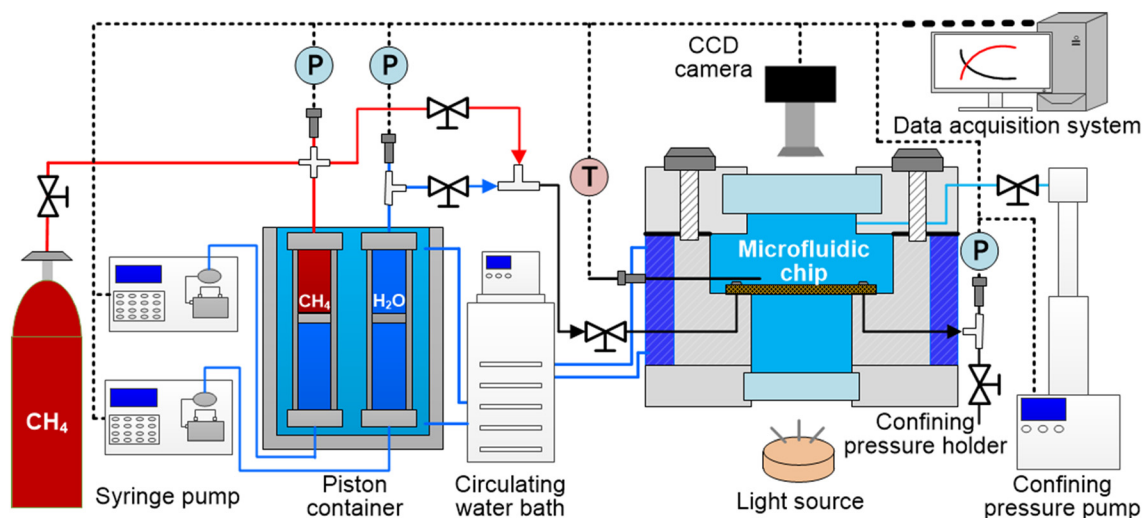 P
P
CCD
camera
Data acquisition system
T
P
Microfluidic
chip
CH₄
H₂O
CH₄
Syringe pump
Piston
container
Circulating
water bath
Light source
Confining
pressure holder
Confining
pressure pump